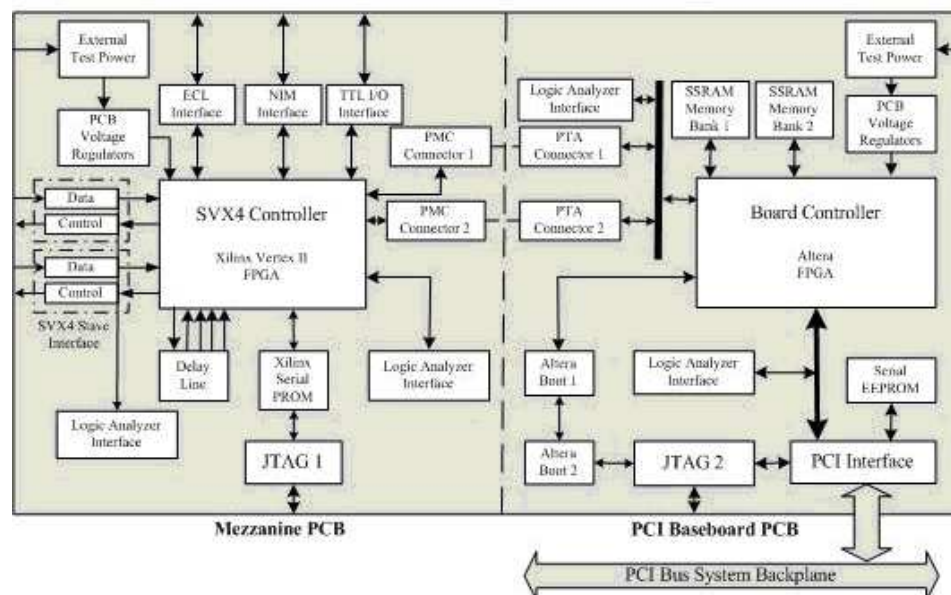 External
Test Power
PCB
Voltage
Regulators
ECL
Interface
NIM
Interface
TTL I/O
Interface
PMC
Connector 1
PMC
Connector 2
Data
Control
Data
Control
SVX4 Stave
Interface
SVX4 Controller
Xilinx Vertex II
FPGA
Delay
Line
Xilinx
Serial
PROM
Logic Analyzer
Interface
Logic Analyzer
Interface
JTAG 1
Mezzanine PCB
Logic Analyzer
Interface
PTA
Connector 1
PTA
Connector 2
SSRAM
Memory
Bank 1
SSRAM
Memory
Bank 2
External
Test Power
PCB
Voltage
Regulators
Board Controller
Altera
FPGA
Altera
Boot 1
Altera
Boot 2
Logic Analyzer
Interface
Serial
EEPROM
JTAG 2
PCI Interface
PCI Baseboard PCB
PCI Bus System Backplane